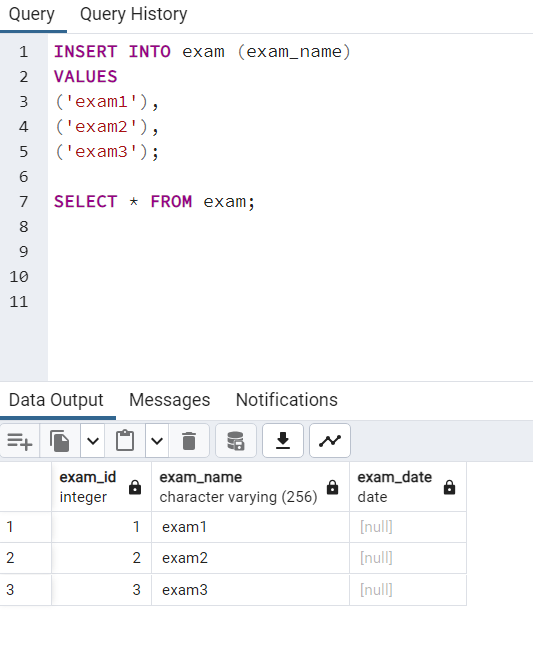 Query Query History
1 INSERT INTO exam (exam_name)
2 VALUES
3 ('exam1'),
4 ('exam2'),
5 ('exam3');
6
7 SELECT * FROM exam;
8
9
10
11
Data Output Messages Notifications
exam_id exam_name exam_date
integer character varying (256) date
1 1 exam1 [null]
2 2 exam2 [null]
3 3 exam3 [null]